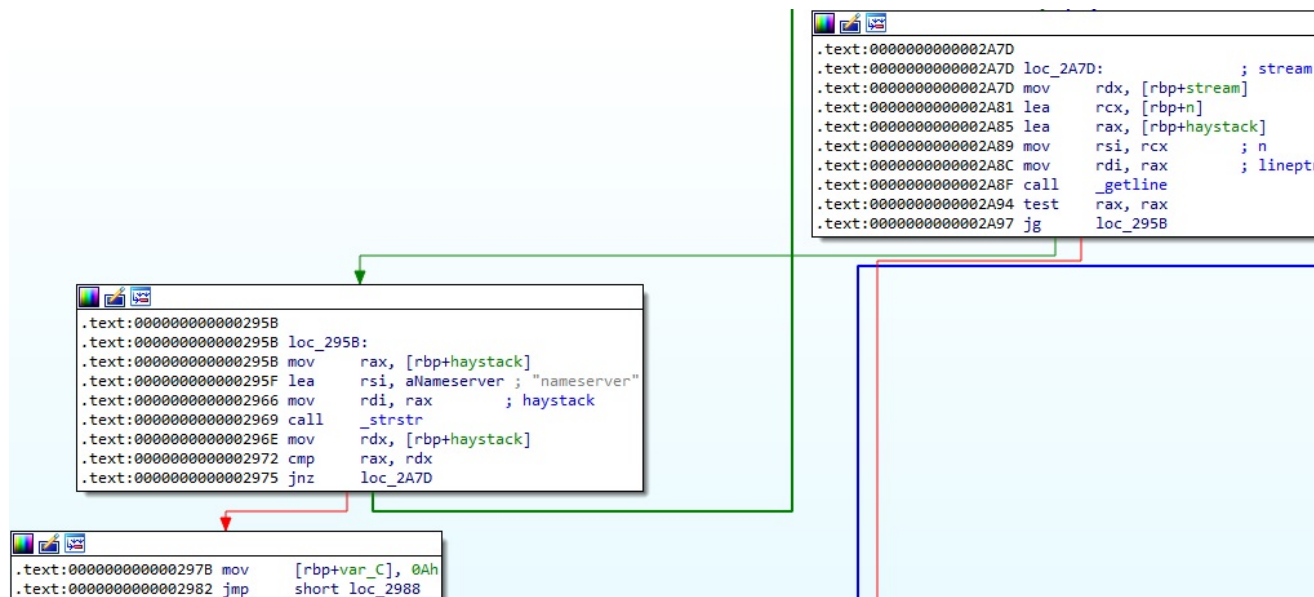 .text:0000000000002A7D
.text:0000000000002A7D loc_2A7D: ; stream
.text:0000000000002A7D mov rdx, [rbp+stream]
.text:0000000000002A81 lea rcx, [rbp+n]
.text:0000000000002A85 lea rax, [rbp+haystack]
.text:0000000000002A89 mov rsi, rcx ; n
.text:0000000000002A8C mov rdi, rax ; lineptr
.text:0000000000002A8F call _getline
.text:0000000000002A94 test rax, rax
.text:0000000000002A97 jg loc_295B
.text:000000000000295B
.text:000000000000295B loc_295B:
.text:000000000000295B mov rax, [rbp+haystack]
.text:000000000000295F lea rsi, aNameserver ; "nameserver"
.text:0000000000002966 mov rdi, rax ; haystack
.text:0000000000002969 call _strstr
.text:000000000000296E mov rdx, [rbp+haystack]
.text:0000000000002972 cmp rax, rdx
.text:0000000000002975 jnz loc_2A7D
.text:000000000000297B mov [rbp+var_C], 0Ah
.text:0000000000002982 jmp short loc_2988